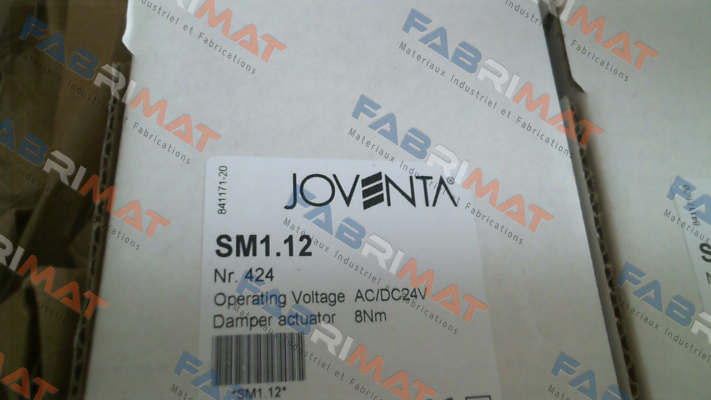 841171-20
JOVENTA®
SM1.12
Nr. 424
Operating Voltage AC/DC24V
Damper actuator 8Nm
*SM1.12*
FABRIMAT
Materiaux Industriel et Fabrications